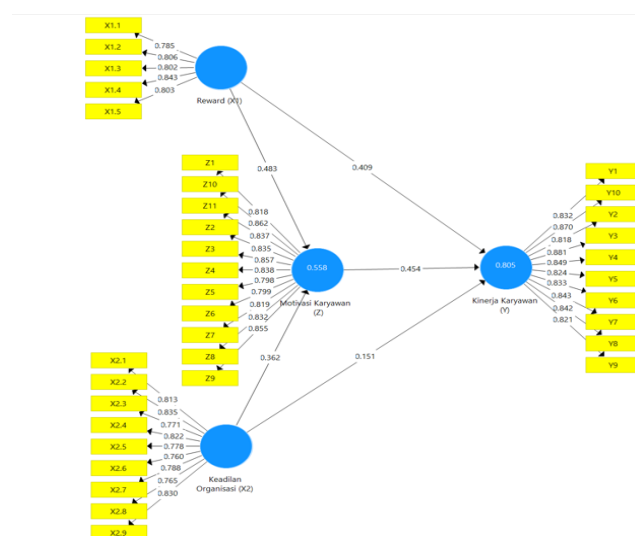 X1.1
X1.2
X1.3
X1.4
X1.5
0.785
0.806
0.802
0.843
0.803
Reward (X1)
0.483
0.409
Z1
Z10
Z11
Z2
Z3
Z4
Z5
Z6
Z7
Z8
Z9
0.818
0.862
0.837
0.835
0.857
0.838
0.798
0.799
0.819
0.832
0.855
0.558
Motivasi Karyawan
(Z)
0.454
0.805
Kinerja Karyawan
(Y)
0.832
0.870
0.818
0.881
0.849
0.824
0.833
0.843
0.842
0.821
Y1
Y10
Y2
Y3
Y4
Y5
Y6
Y7
Y8
Y9
0.362
0.151
X2.1
X2.2
X2.3
X2.4
X2.5
X2.6
X2.7
X2.8
X2.9
0.813
0.835
0.771
0.822
0.778
0.760
0.788
0.765
0.830
Keadilan
Organisasi (X2)